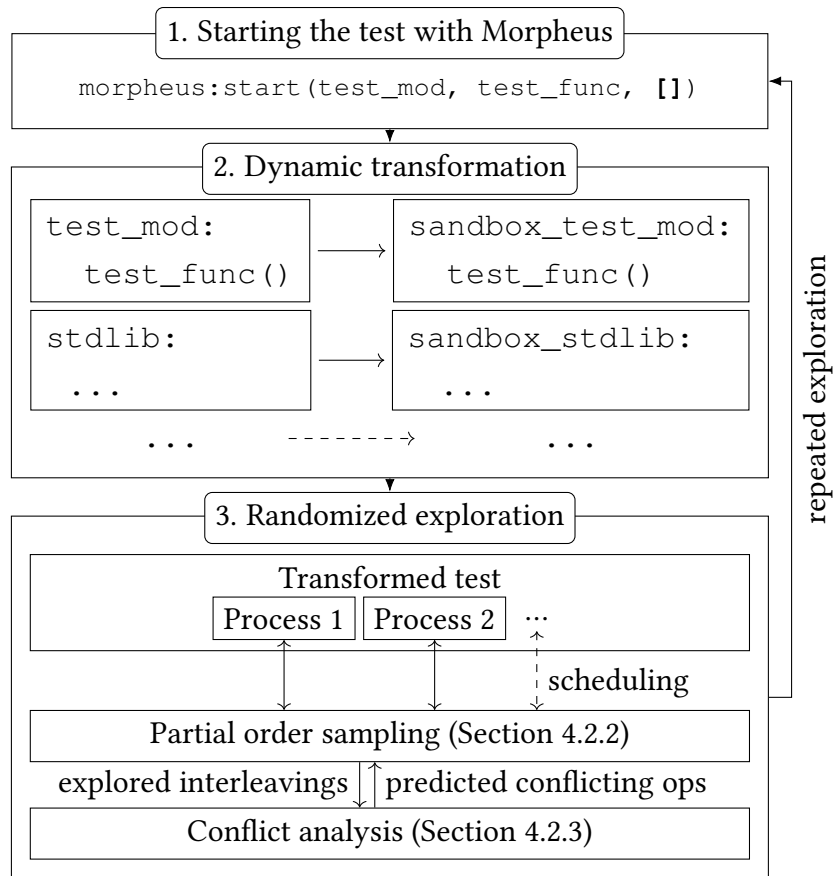 1. Starting the test with Morpheus
morpheus:start(test_mod, test_func, [])
2. Dynamic transformation
test_mod:
test_func()
sandbox_test_mod:
test_func()
stdlib:
...
sandbox_stdlib:
...
... ...
repeated exploration
3. Randomized exploration
Transformed test
Process 1 Process 2 ...
scheduling
Partial order sampling (Section 4.2.2)
explored interleavings predicted conflicting ops
Conflict analysis (Section 4.2.3)